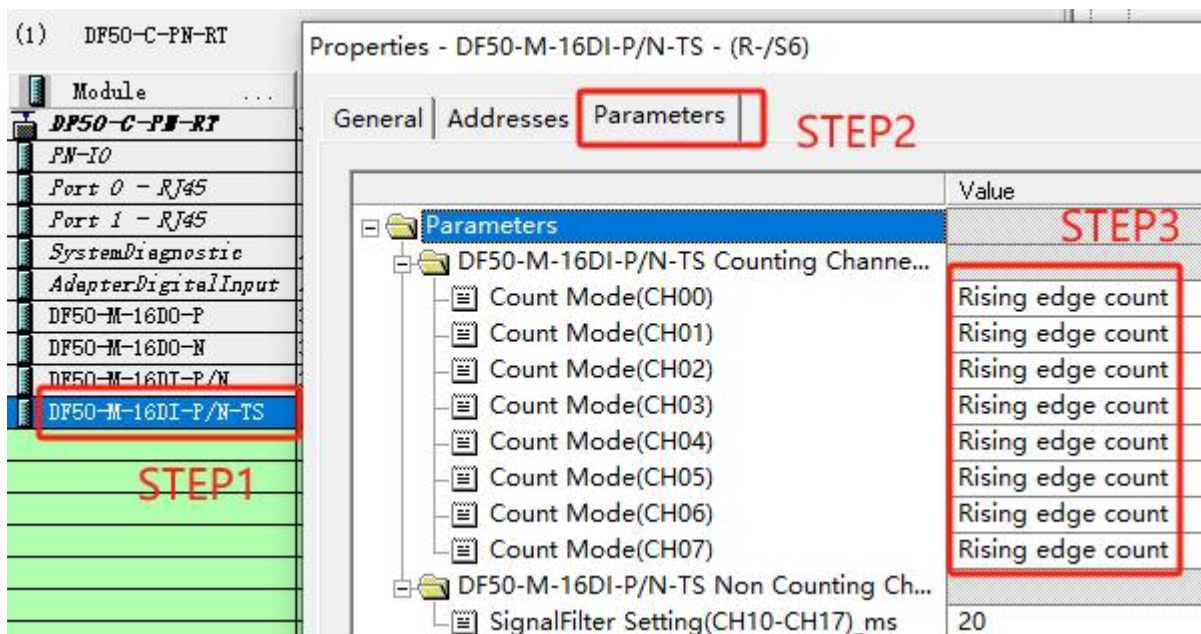 (1) DF50-C-PN-RT
Module ...
DF50-C-PN-RT
PN-IO
Port 0 - RJ45
Port 1 - RJ45
SystemDiagnostic
AdapterDigitalInput
DF50-M-16DO-P
DF50-M-16DO-N
DF50-M-16DI-P/N
DF50-M-16DI-P/N-TS
STEP1
Properties - DF50-M-16DI-P/N-TS - (R-/S6)
General Addresses Parameters STEP2
Value
Parameters STEP3
DF50-M-16DI-P/N-TS Counting Channe...
Count Mode(CH00) Rising edge count
Count Mode(CH01) Rising edge count
Count Mode(CH02) Rising edge count
Count Mode(CH03) Rising edge count
Count Mode(CH04) Rising edge count
Count Mode(CH05) Rising edge count
Count Mode(CH06) Rising edge count
Count Mode(CH07) Rising edge count
DF50-M-16DI-P/N-TS Non Counting Ch...
SignalFilter Setting(CH10-CH17)_ms 20